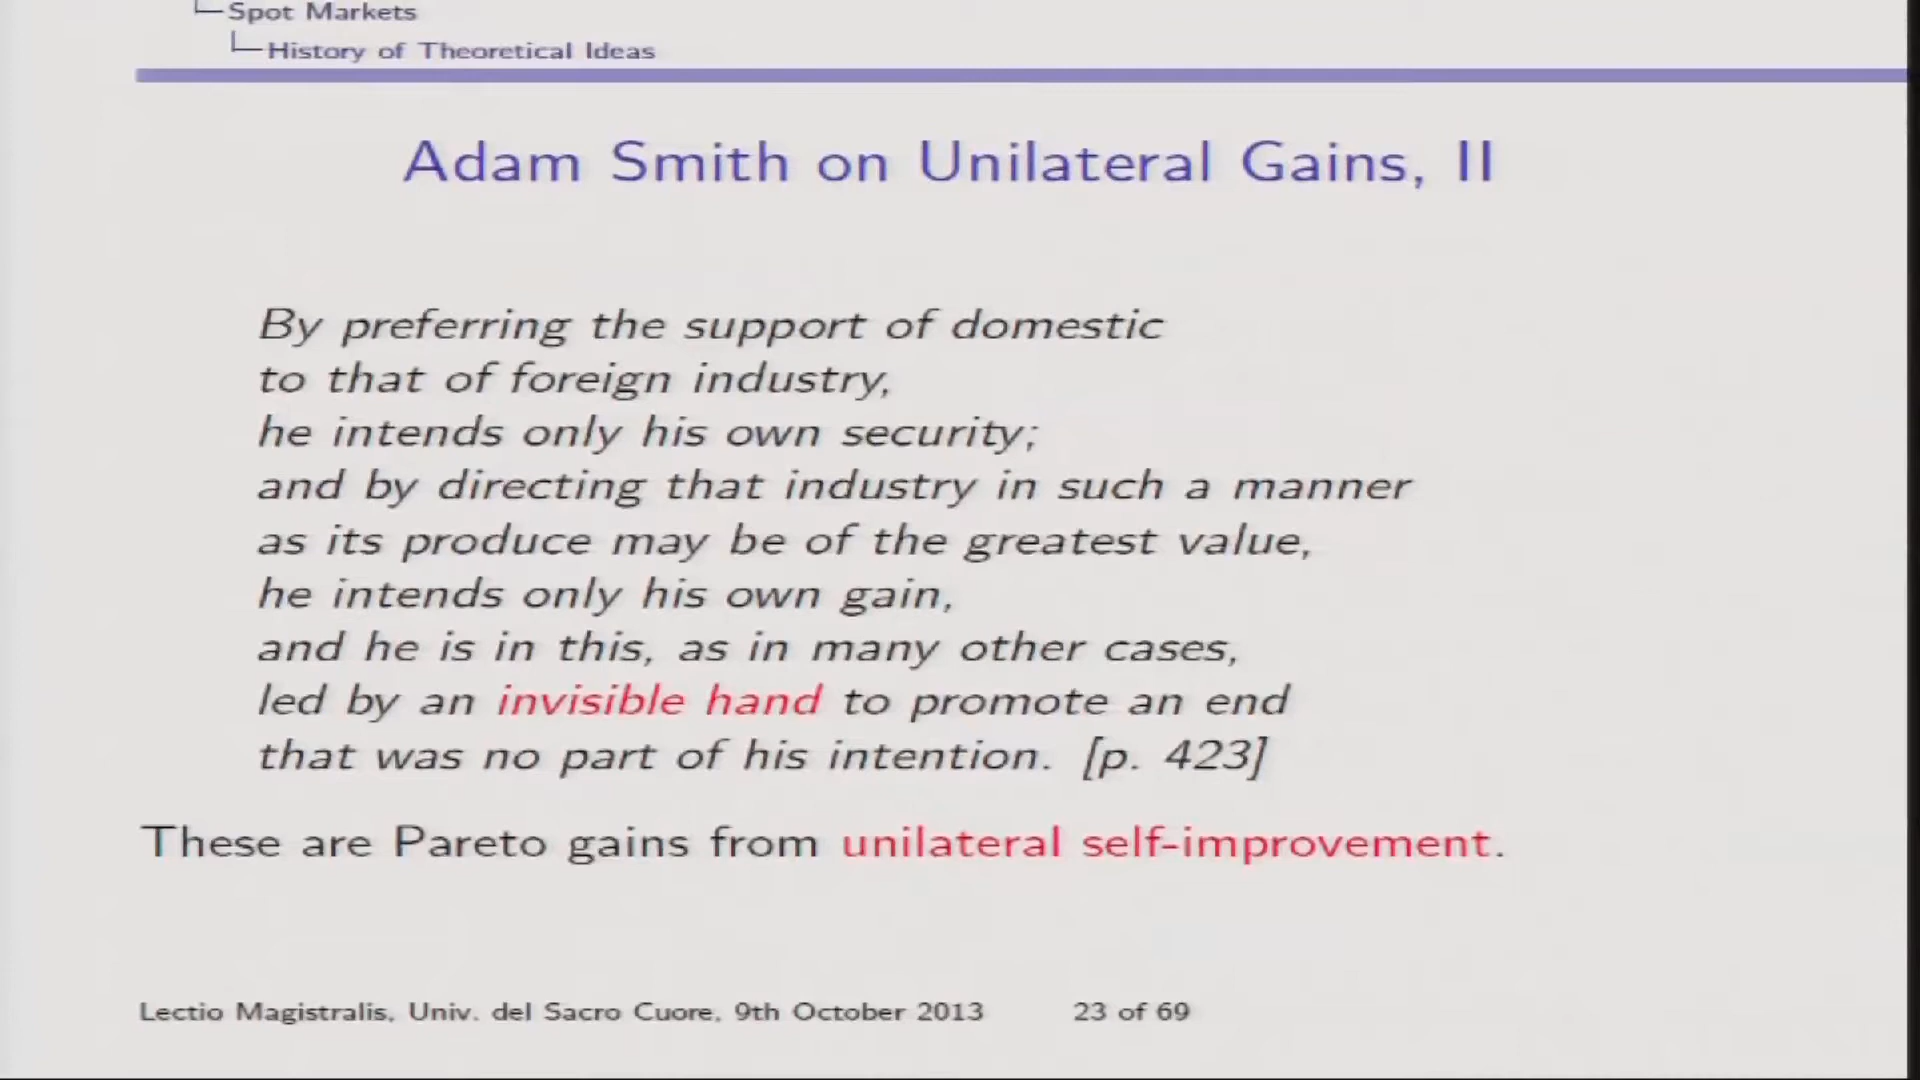 Spot Markets
History of Theoretical Ideas
Adam Smith on Unilateral Gains, II
By preferring the support of domestic
to that of foreign industry,
he intends only his own security;
and by directing that industry in such a manner
as its produce may be of the greatest value,
he intends only his own gain,
and he is in this, as in many other cases,
led by an invisible hand to promote an end
that was no part of his intention. [p. 423]
These are Pareto gains from unilateral self-improvement.
Lectio Magistralis, Univ. del Sacro Cuore, 9th October 2013 23 of 69